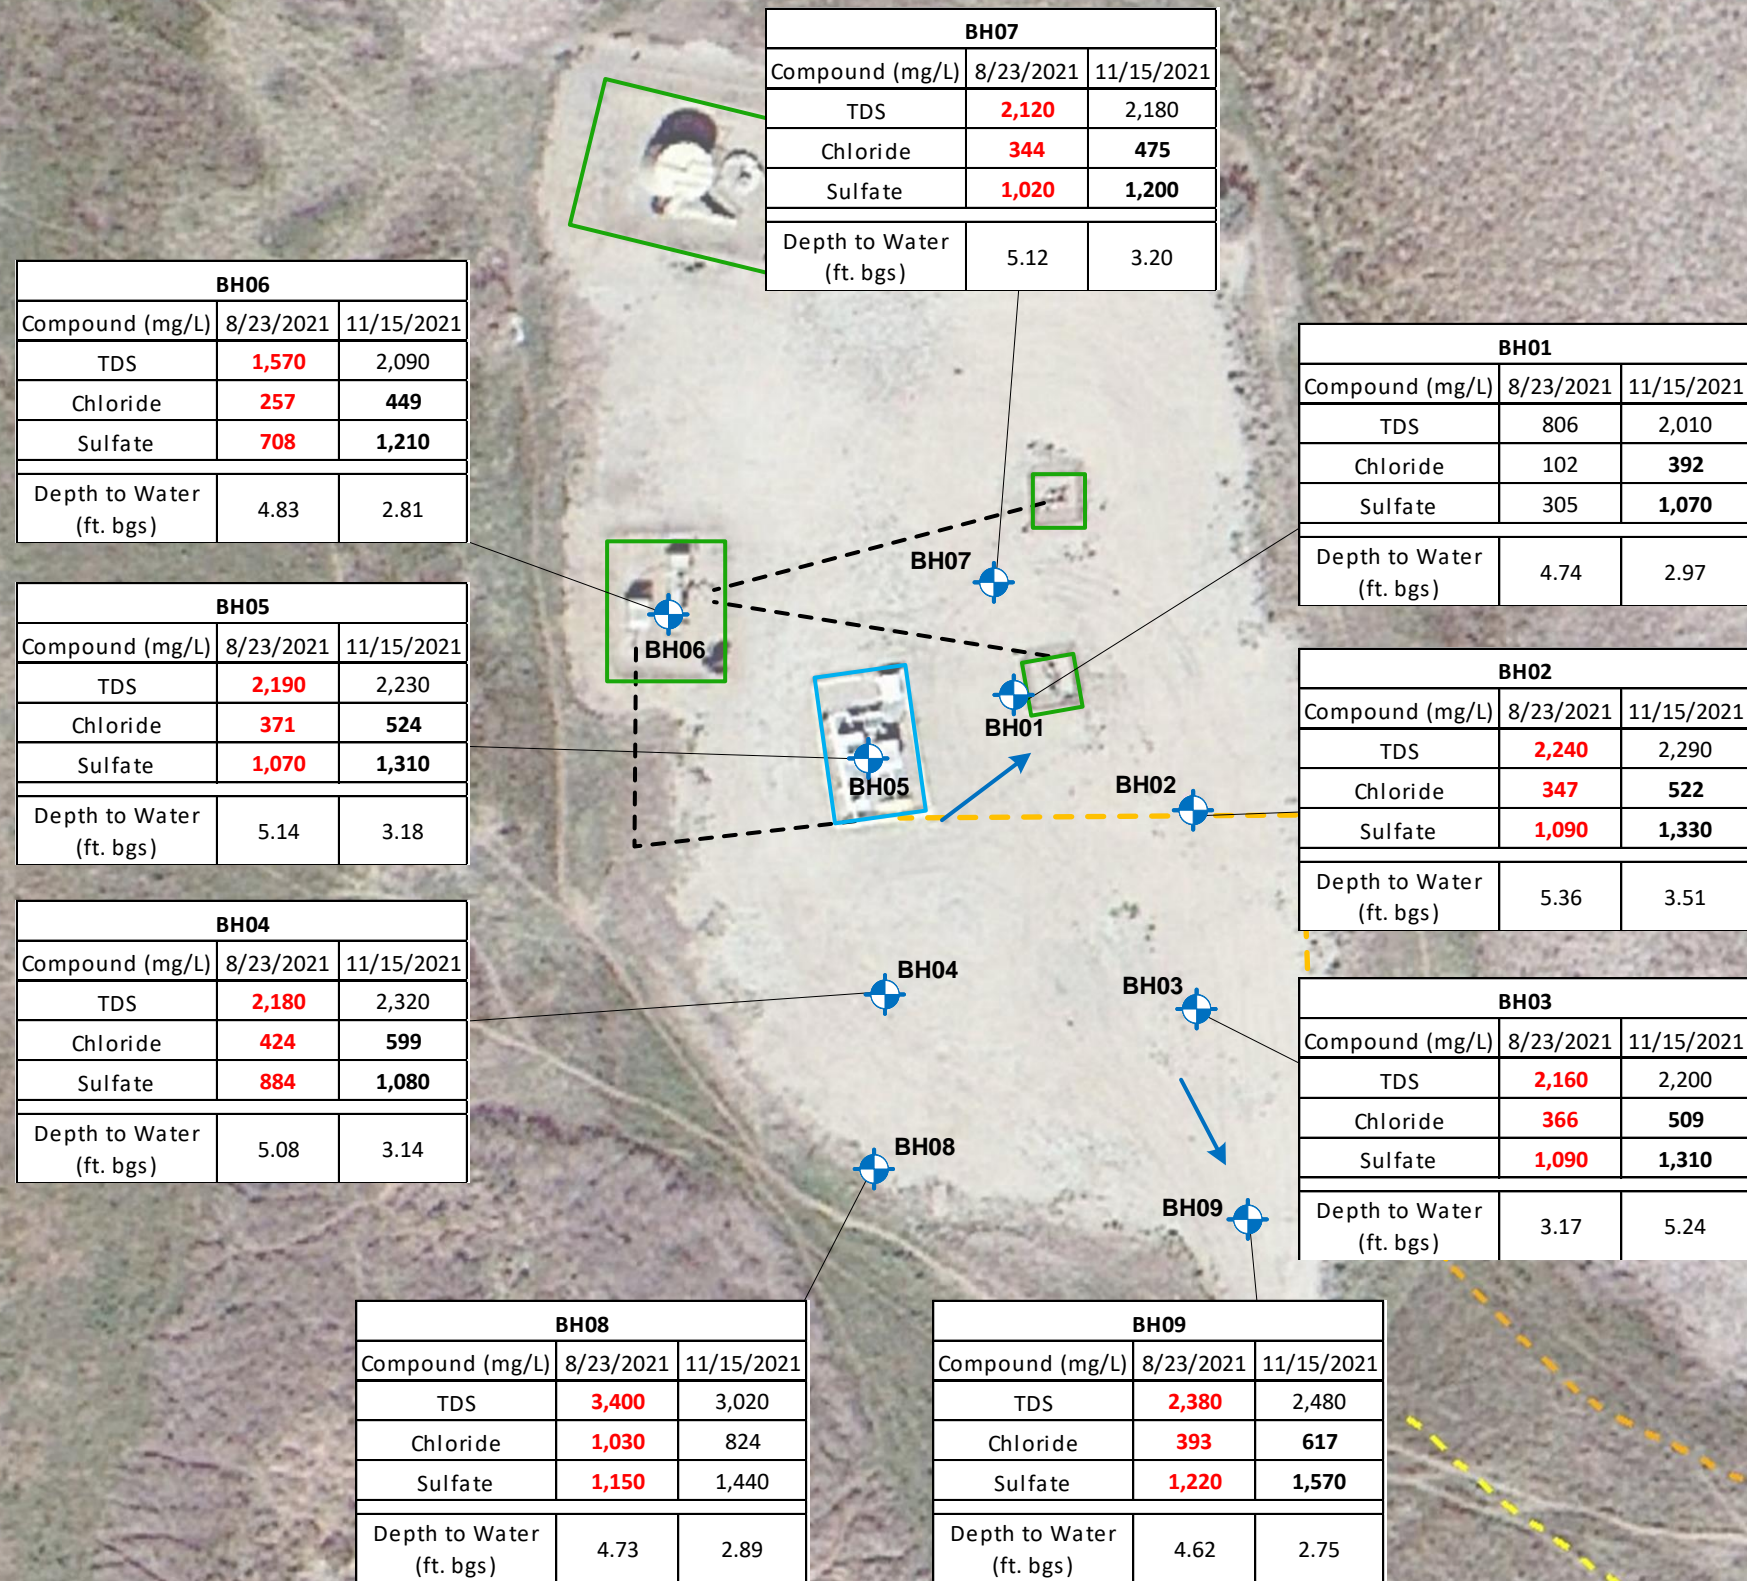 BH07
Compound (mg/L) 8/23/2021 11/15/2021
TDS 2,120 2,180
Chloride 344 475
Sulfate 1,020 1,200
Depth to Water
(ft. bgs) 5.12 3.20
BH06
Compound (mg/L) 8/23/2021 11/15/2021
TDS 1,570 2,090
Chloride 257 449
Sulfate 708 1,210
Depth to Water
(ft. bgs) 4.83 2.81
BH01
Compound (mg/L) 8/23/2021 11/15/2021
TDS 806 2,010
Chloride 102 392
Sulfate 305 1,070
Depth to Water
(ft. bgs) 4.74 2.97
BH05
Compound (mg/L) 8/23/2021 11/15/2021
TDS 2,190 2,230
Chloride 371 524
Sulfate 1,070 1,310
Depth to Water
(ft. bgs) 5.14 3.18
BH02
Compound (mg/L) 8/23/2021 11/15/2021
TDS 2,240 2,290
Chloride 347 522
Sulfate 1,090 1,330
Depth to Water
(ft. bgs) 5.36 3.51
BH04
Compound (mg/L) 8/23/2021 11/15/2021
TDS 2,180 2,320
Chloride 424 599
Sulfate 884 1,080
Depth to Water
(ft. bgs) 5.08 3.14
BH03
Compound (mg/L) 8/23/2021 11/15/2021
TDS 2,160 2,200
Chloride 366 509
Sulfate 1,090 1,310
Depth to Water
(ft. bgs) 3.17 5.24
BH07
BH06
BH01
BH05
BH02
BH04
BH03
BH08
BH09
BH08
Compound (mg/L) 8/23/2021 11/15/2021
TDS 3,400 3,020
Chloride 1,030 824
Sulfate 1,150 1,440
Depth to Water
(ft. bgs) 4.73 2.89
BH09
Compound (mg/L) 8/23/2021 11/15/2021
TDS 2,380 2,480
Chloride 393 617
Sulfate 1,220 1,570
Depth to Water
(ft. bgs) 4.62 2.75